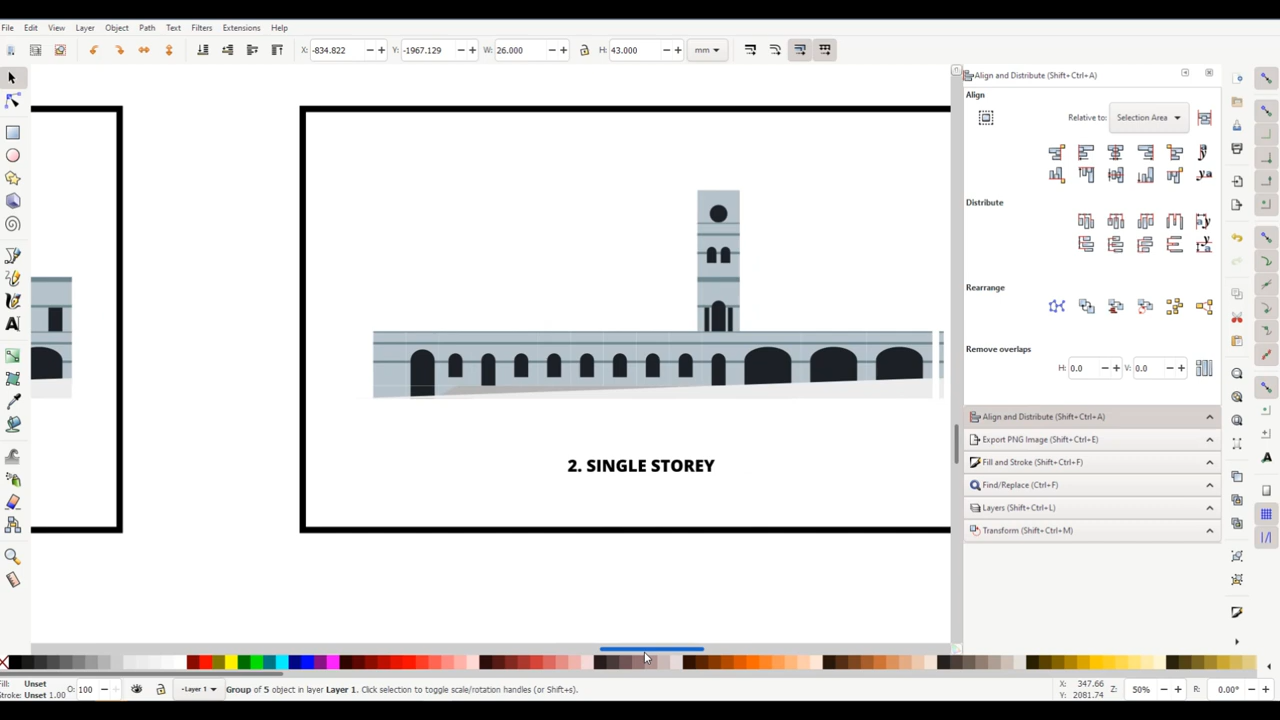 File Edit View Layer Object Path Text Filters Extensions Help
X: -834.822 Y: -1967.129 W: 26.000 H: 43.000 mm
Align and Distribute (Shift+Ctrl+A)
Align
Relative to: Selection Area
Distribute
Rearrange
Remove overlaps
H: 0.0 V: 0.0
Align and Distribute (Shift+Ctrl+A)
Export PNG Image (Shift+Ctrl+E)
Fill and Stroke (Shift+Ctrl+F)
Find/Replace (Ctrl+F)
Layers (Shift+Ctrl+L)
Transform (Shift+Ctrl+M)
2. SINGLE STOREY
Fill: Unset
Stroke: Unset 1.00
O: 100
Layer 1
Group of 5 object in layer Layer 1. Click selection to toggle scale/rotation handles (or Shift+s).
X: 347.66
Y: 2081.74
Z: 50% R: 0.00°